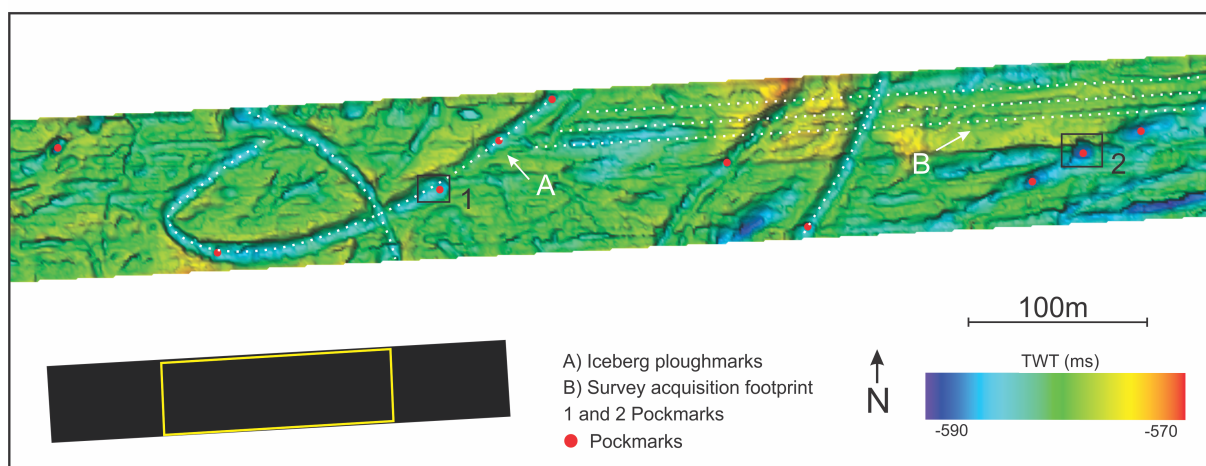 A
B
1
2
100m
A) Iceberg ploughmarks
B) Survey acquisition footprint
1 and 2 Pockmarks
Pockmarks
N
TWT (ms)
-590
-570